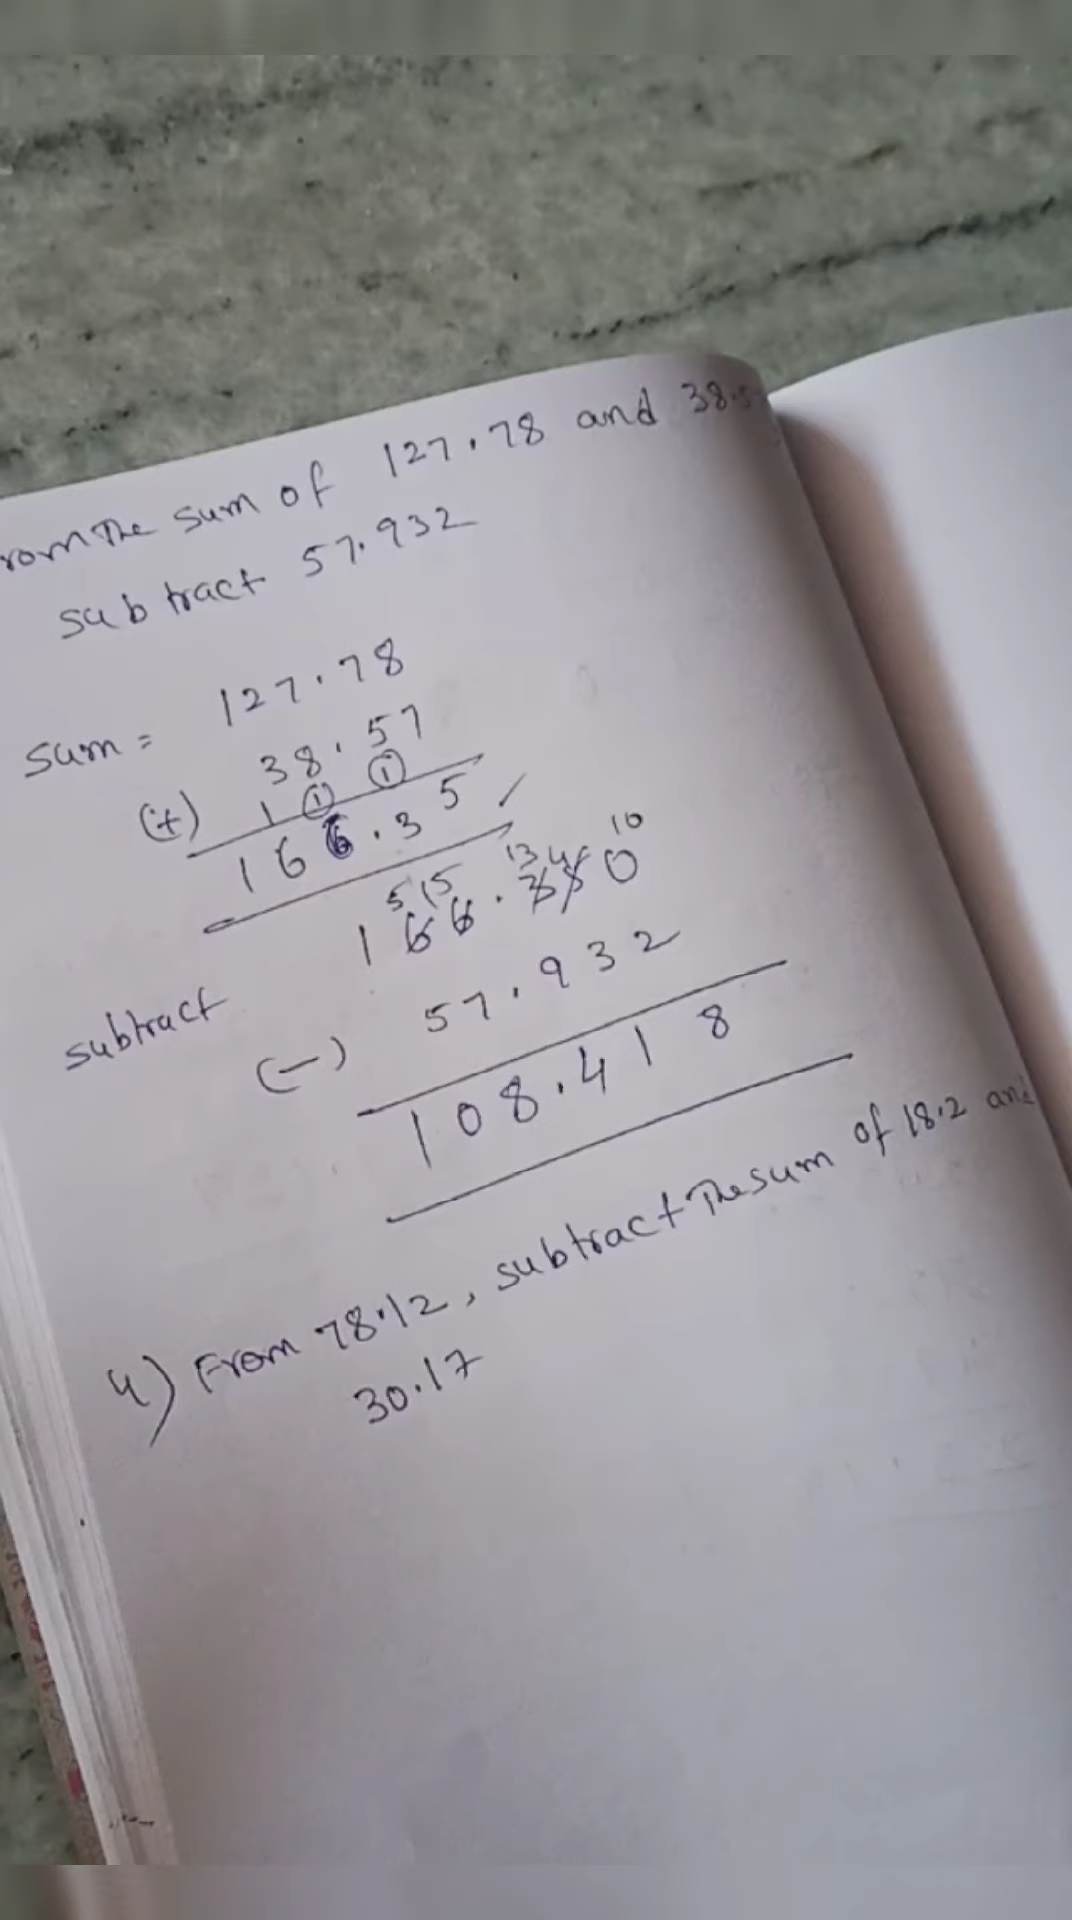 rom The sum of 127.78 and 38.5
subtract 57.932
sum = 127.78
38.57
(+) 1 1 1
166.35 ✓
5 15 13 4 10
166.350
subtract
(-) 57.932
108.418
4) From 78.12, subtract The sum of 18.2 and
30.17